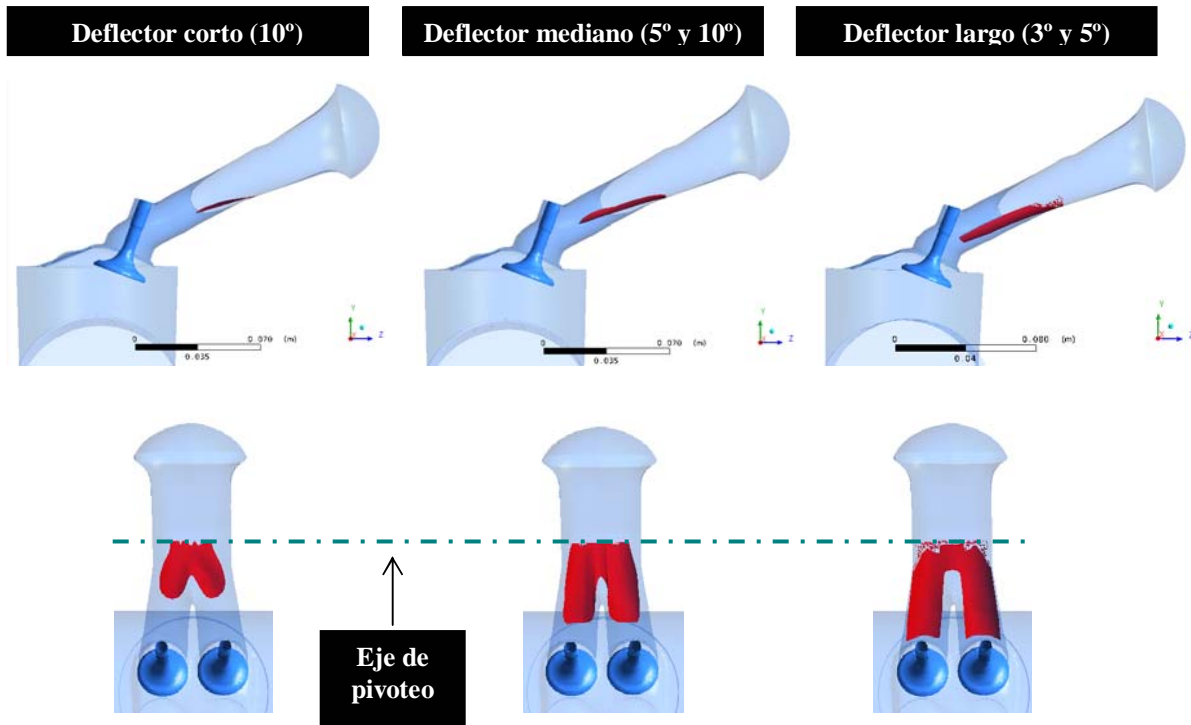 Deflector corto (10º)
Deflector mediano (5º y 10º)
Deflector largo (3º y 5º)
Y
Z
X
0
0.070 (m)
0.035
Y
Z
X
0
0.070 (m)
0.035
Y
Z
X
0
0.080 (m)
0.04
Eje de
pivoteo